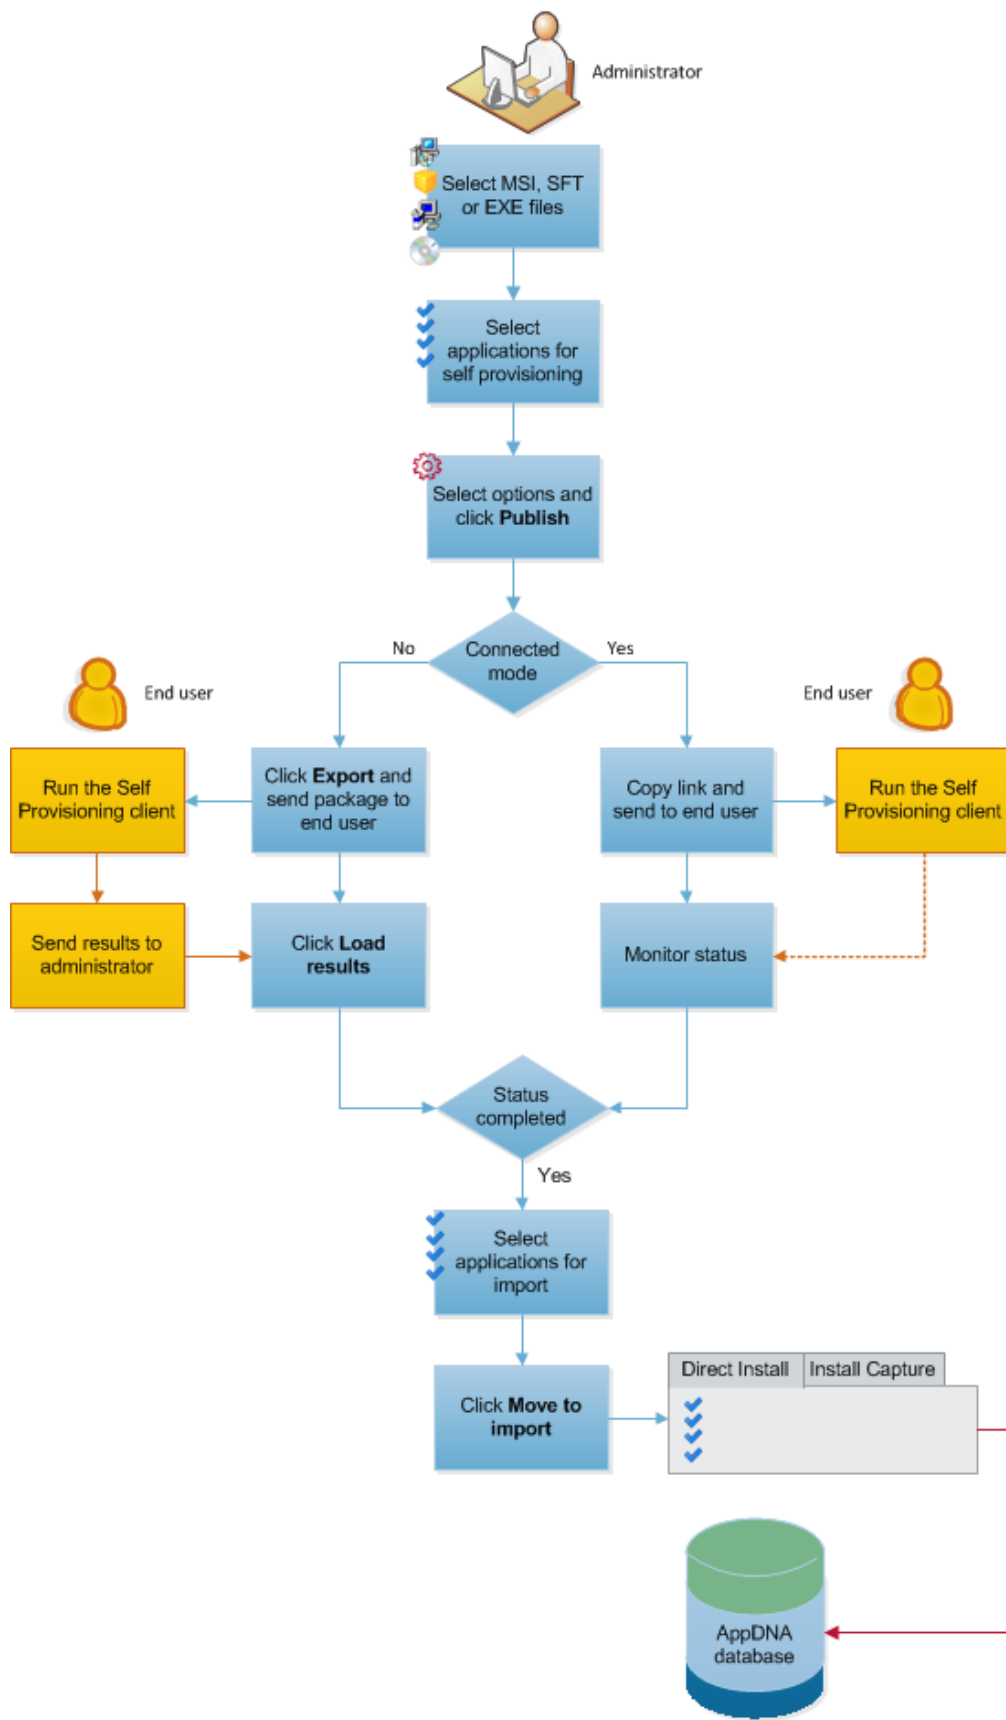 Administrator
Select MSI, SFT
or EXE files
Select
applications for
self provisioning
Select options and
click Publish
Connected
mode
No
Yes
End user
End user
Run the Self
Provisioning client
Click Export and
send package to
end user
Copy link and
send to end user
Run the Self
Provisioning client
Send results to
administrator
Click Load
results
Monitor status
Status
completed
Yes
Select
applications for
import
Click Move to
import
Direct Install
Install Capture
AppDNA
database